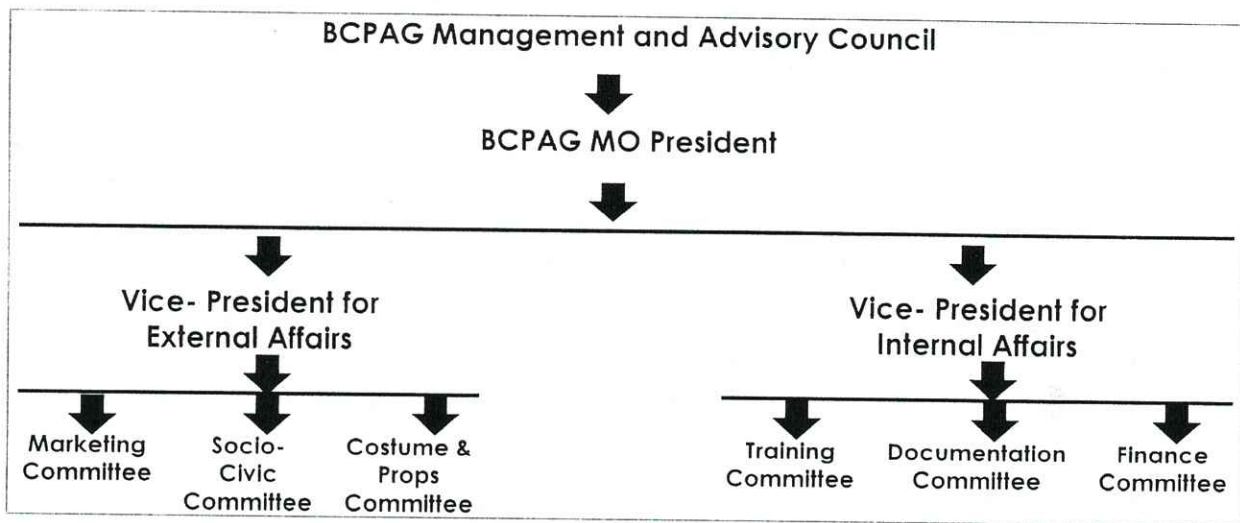 BCPAG Management and Advisory Council
BCPAG MO President
Vice- President for
External Affairs
Vice- President for
Internal Affairs
Marketing
Committee
Socio-
Civic
Committee
Costume &
Props
Committee
Training
Committee
Documentation
Committee
Finance
Committee